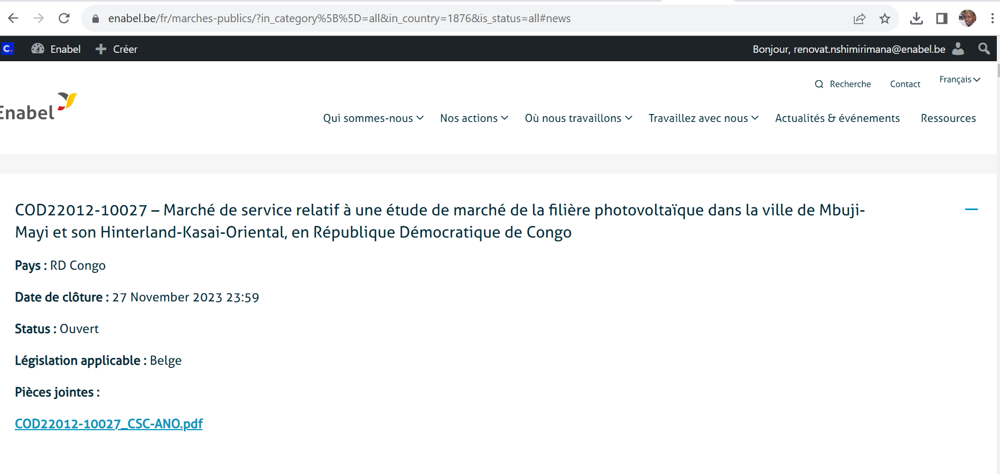 enabel.be/fr/marches-publics/?in_category%5B%5D=all&in_country=1876&is_status=all#news
C. Enabel Créer Bonjour, renovat.nshimirimana@enabel.be
Recherche Contact Français
Enabel
Qui sommes-nous Nos actions Où nous travaillons Travaillez avec nous Actualités & événements Ressources
COD22012-10027 – Marché de service relatif à une étude de marché de la filière photovoltaïque dans la ville de Mbuji-
Mayi et son Hinterland-Kasai-Oriental, en République Démocratique de Congo
Pays : RD Congo
Date de clôture : 27 November 2023 23:59
Status : Ouvert
Législation applicable : Belge
Pièces jointes :
COD22012-10027_CSC-ANO.pdf